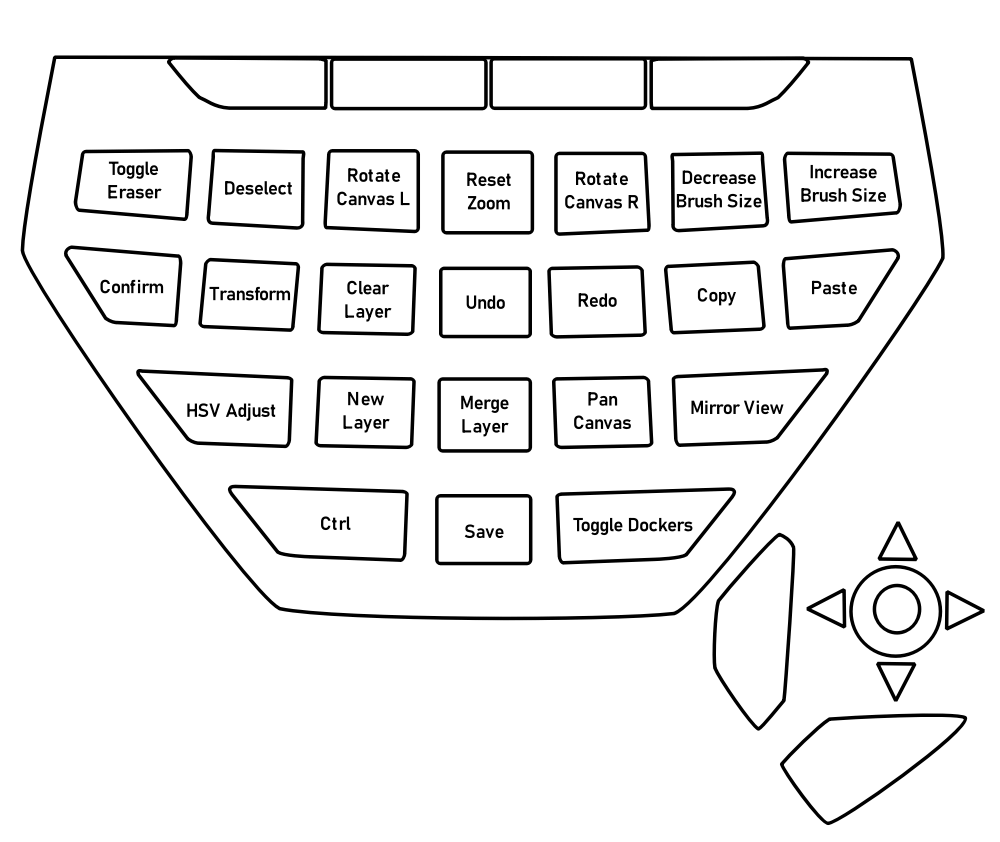 Toggle
Eraser
Deselect
Rotate
Canvas L
Reset
Zoom
Rotate
Canvas R
Decrease
Brush Size
Increase
Brush Size
Confirm
Transform
Clear
Layer
Undo
Redo
Copy
Paste
HSV Adjust
New
Layer
Merge
Layer
Pan
Canvas
Mirror View
Ctrl
Save
Toggle Dockers